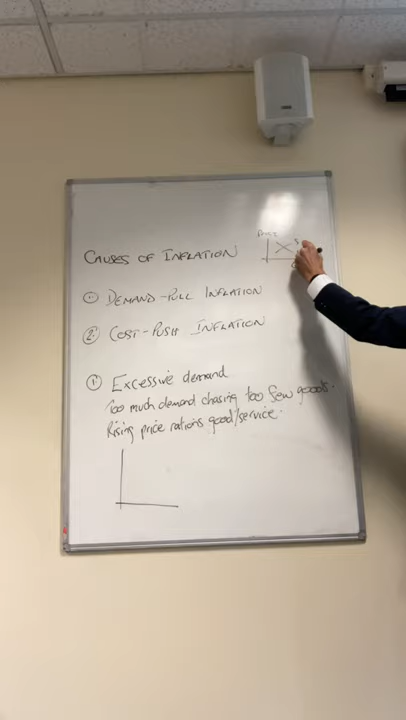 CAUSES OF INFLATION
Price
S
① DEMAND-PULL INFLATION
② COST-PUSH INFLATION
① Excessive demand
Too much demand chasing too few goods.
Rising price rations good/service.